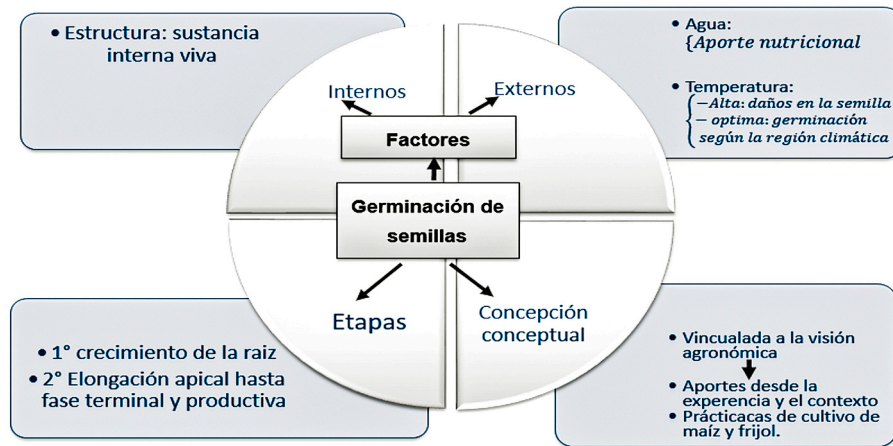 • Estructura: sustancia
interna viva
• Agua:
{Aporte nutricional
• Temperatura:
−Alta: daños en la semilla
− optima: germinación
según la región climática
Internos
Externos
Factores
Germinación de
semillas
Etapas
Concepción
conceptual
• 1° crecimiento de la raiz
• 2° Elongación apical hasta
fase terminal y productiva
• Vincualada a la visión
agronómica
• Aportes desde la
experencia y el contexto
• Prácticacas de cultivo de
maíz y frijol.